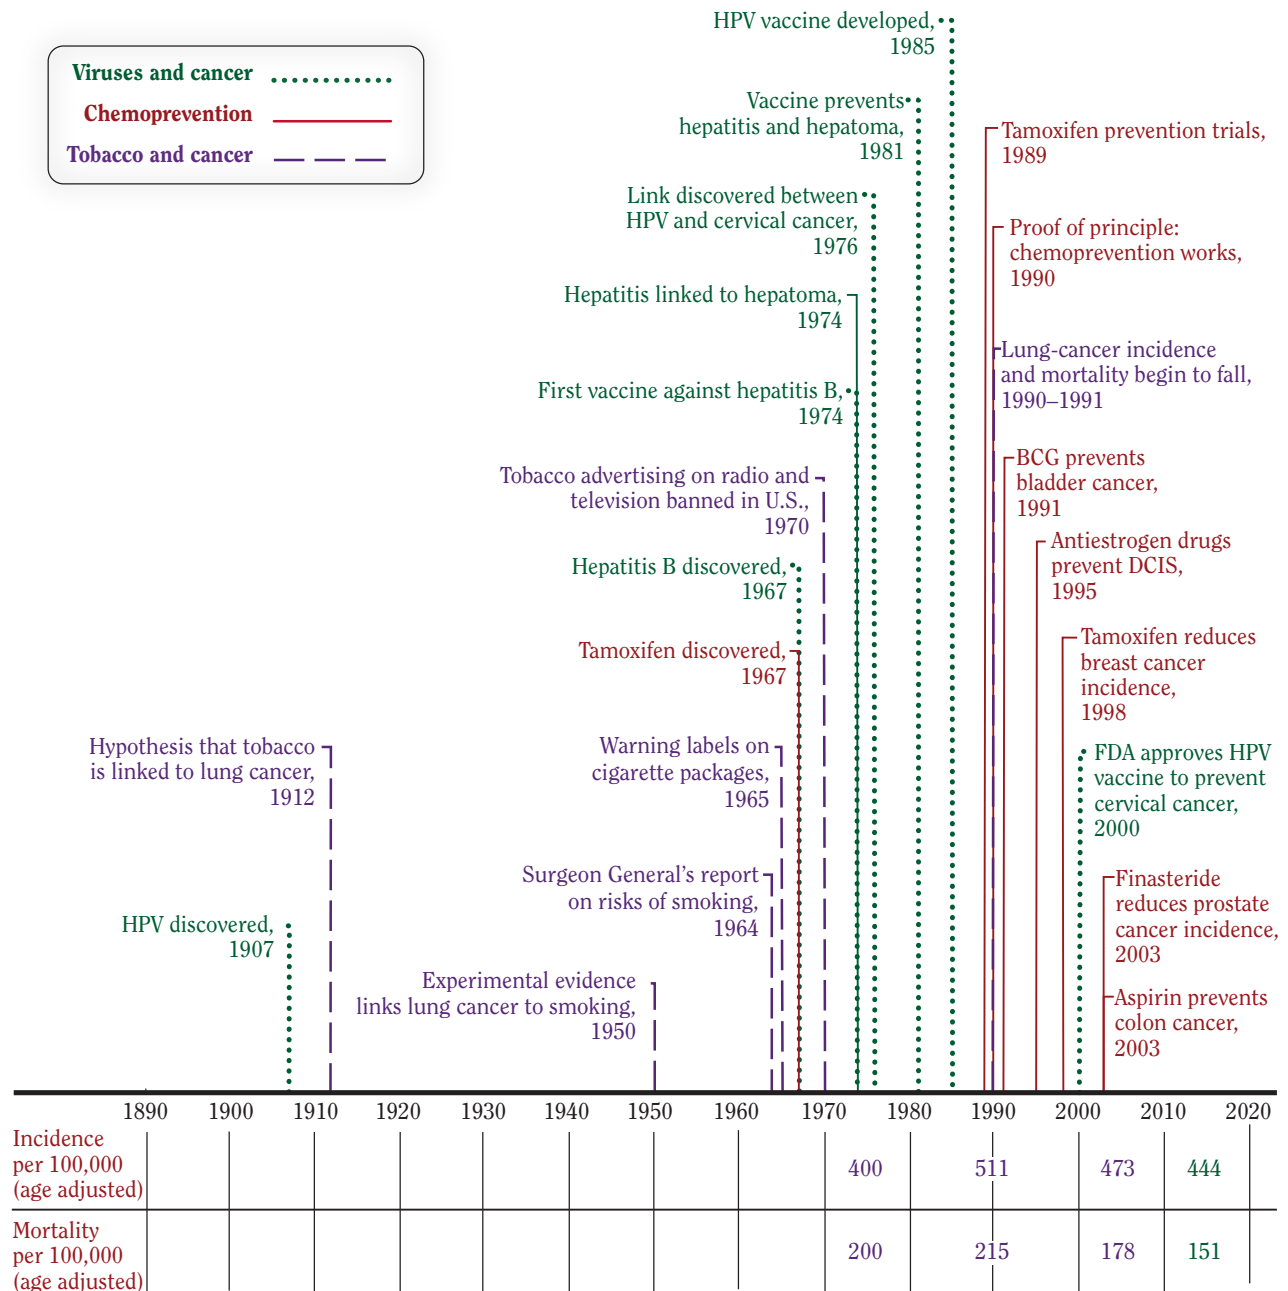 HPV vaccine developed,
1985
Viruses and cancer
Chemoprevention
Tobacco and cancer
Vaccine prevents
hepatitis and hepatoma,
1981
Tamoxifen prevention trials,
1989
Link discovered between
HPV and cervical cancer,
1976
Proof of principle:
chemoprevention works,
1990
Hepatitis linked to hepatoma,
1974
Lung-cancer incidence
and mortality begin to fall,
1990–1991
First vaccine against hepatitis B,
1974
BCG prevents
bladder cancer,
1991
Tobacco advertising on radio and
television banned in U.S.,
1970
Antiestrogen drugs
prevent DCIS,
1995
Hepatitis B discovered,
1967
Tamoxifen discovered,
1967
Tamoxifen reduces
breast cancer
incidence,
1998
Hypothesis that tobacco
is linked to lung cancer,
1912
Warning labels on
cigarette packages,
1965
FDA approves HPV
vaccine to prevent
cervical cancer,
2000
Surgeon General’s report
on risks of smoking,
1964
Finasteride
reduces prostate
cancer incidence,
2003
HPV discovered,
1907
Experimental evidence
links lung cancer to smoking,
1950
Aspirin prevents
colon cancer,
2003
1890 1900 1910 1920 1930 1940 1950 1960 1970 1980 1990 2000 2010 2020
Incidence
per 100,000
(age adjusted)
400 511 473 444
Mortality
per 100,000
(age adjusted)
200 215 178 151